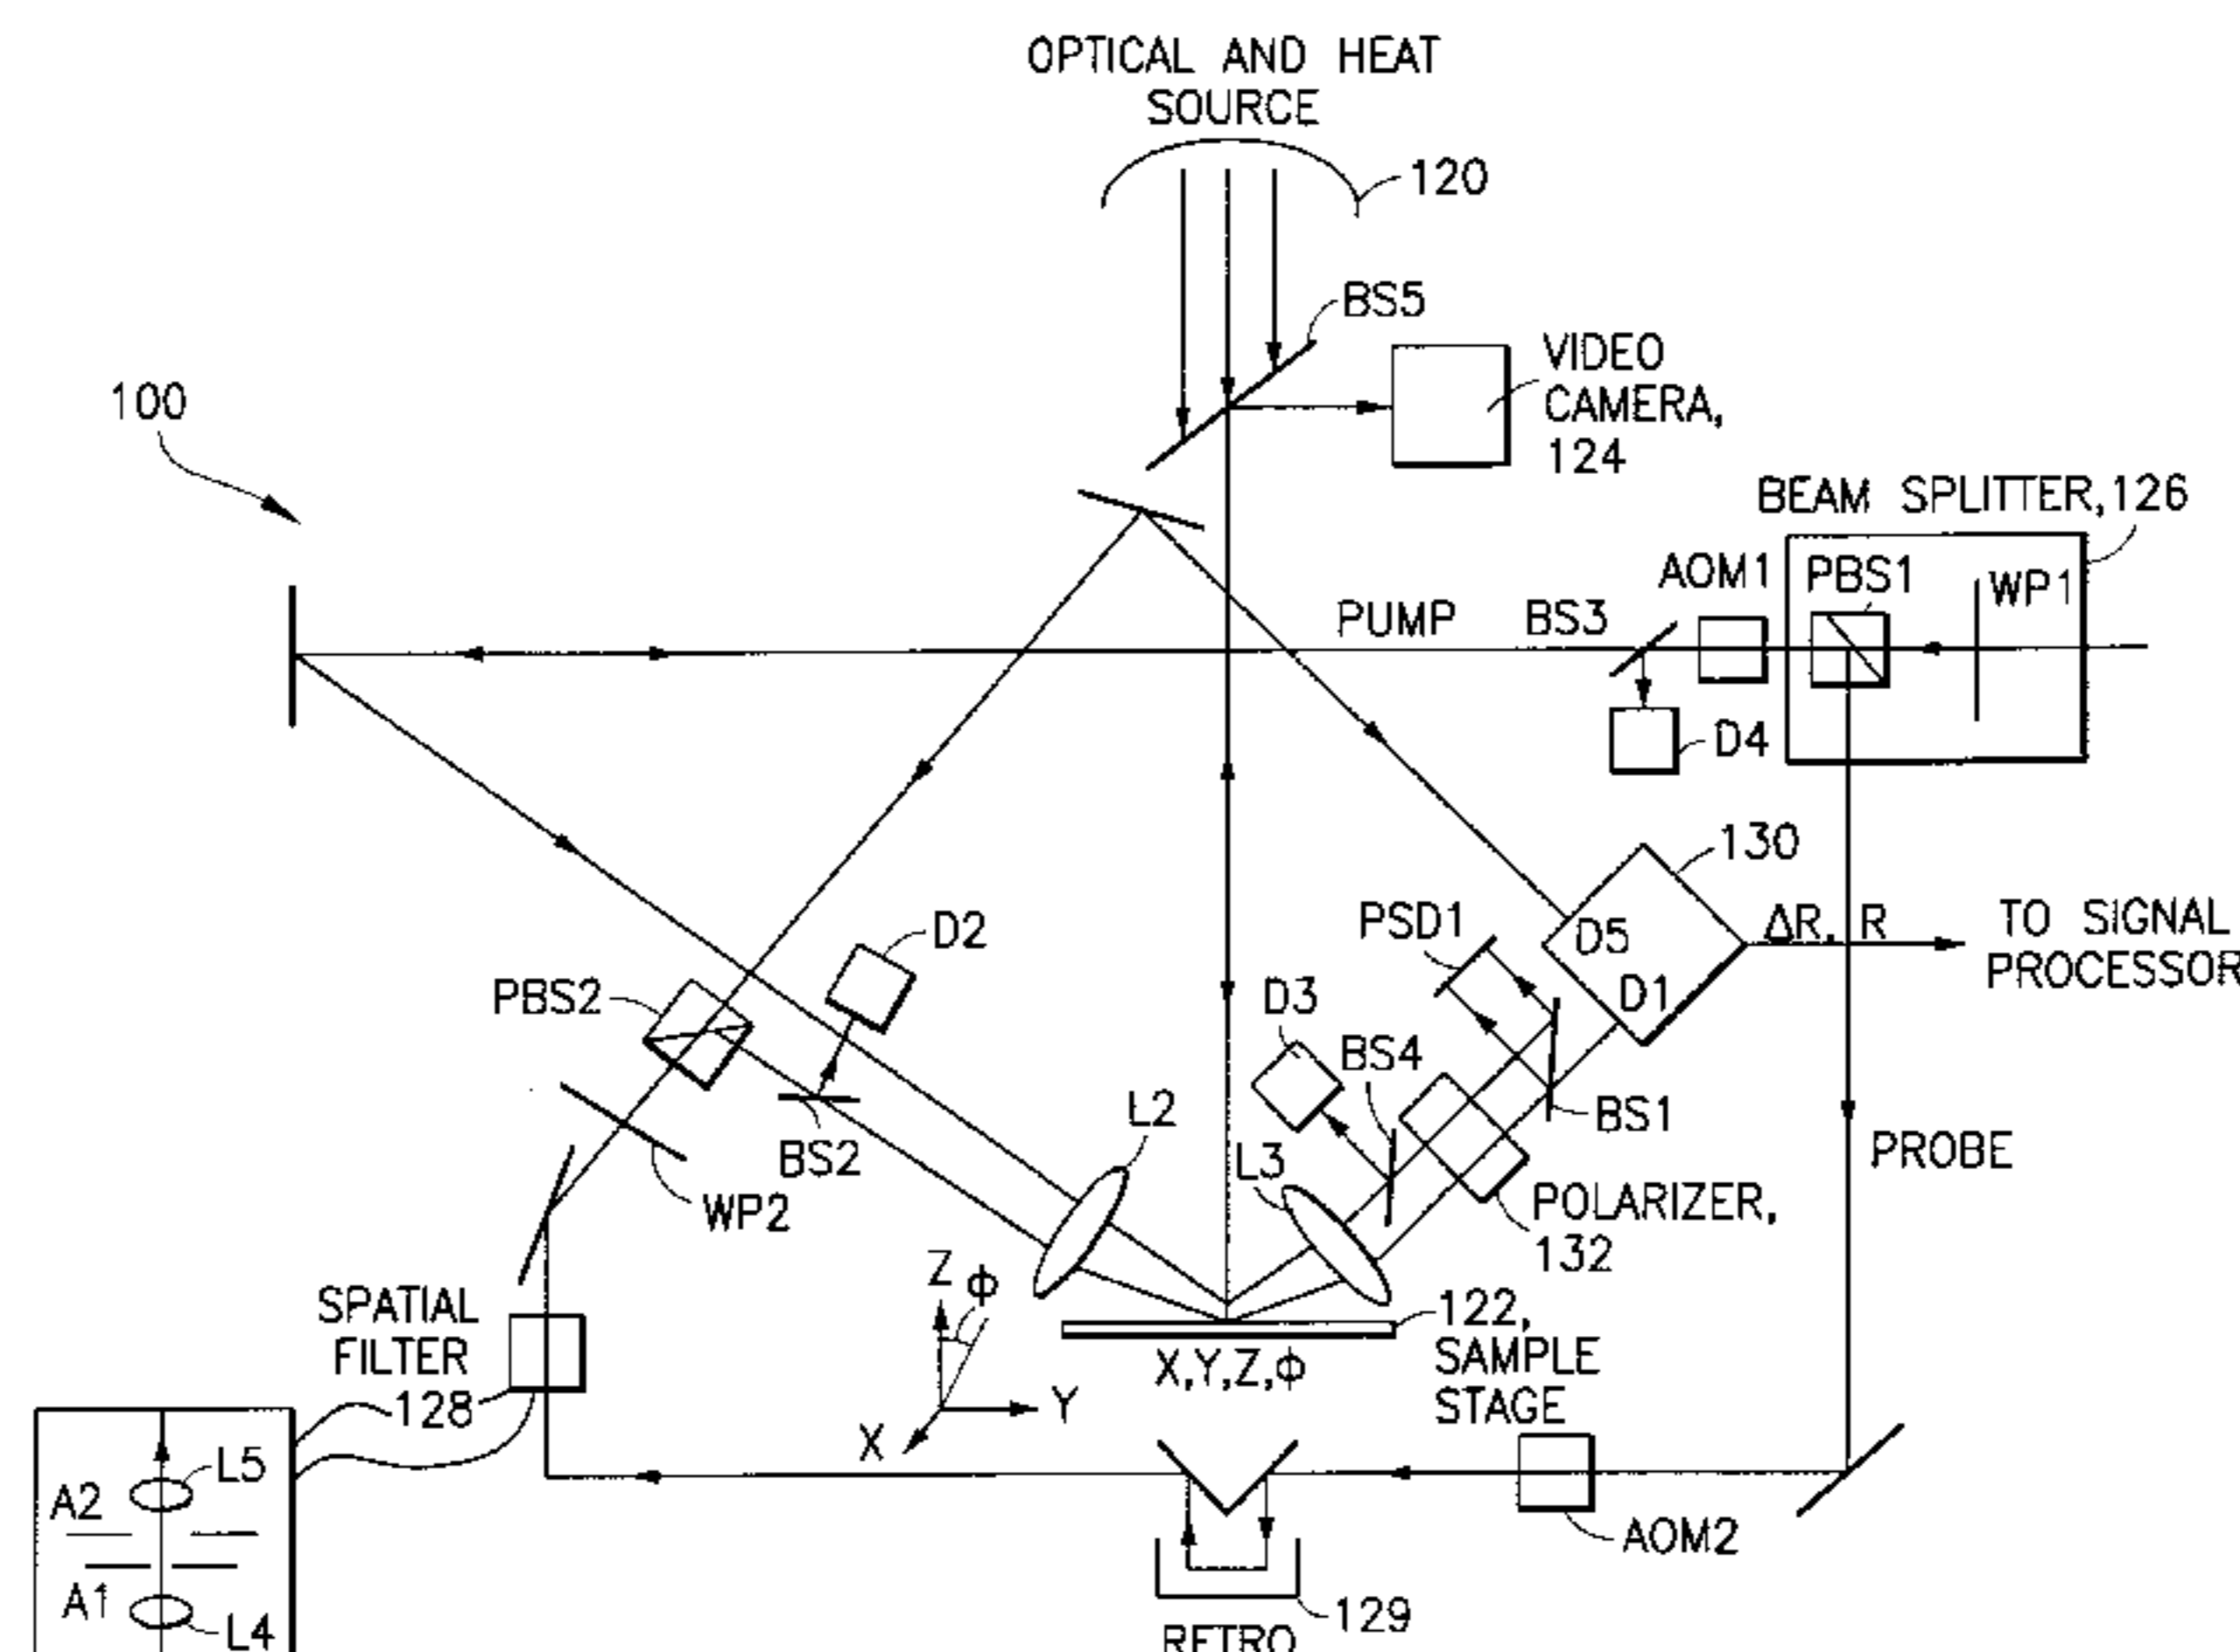 OPTICAL AND HEAT
SOURCE
120
BS5
VIDEO
CAMERA,
124
100
BEAM SPLITTER,126
AOM1
PBS1
WP1
PUMP
BS3
D4
130
PSD1
D5
ΔR, R
TO SIGNAL
PROCESSOR
D2
D1
PBS2
D3
BS4
L2
BS1
BS2
PROBE
L3
WP2
POLARIZER,
132
Z
ϕ
SPATIAL
FILTER
128
122,
SAMPLE
STAGE
X,Y,Z,ϕ
Y
X
L5
A2
AOM2
A1
L4
129
RETRO